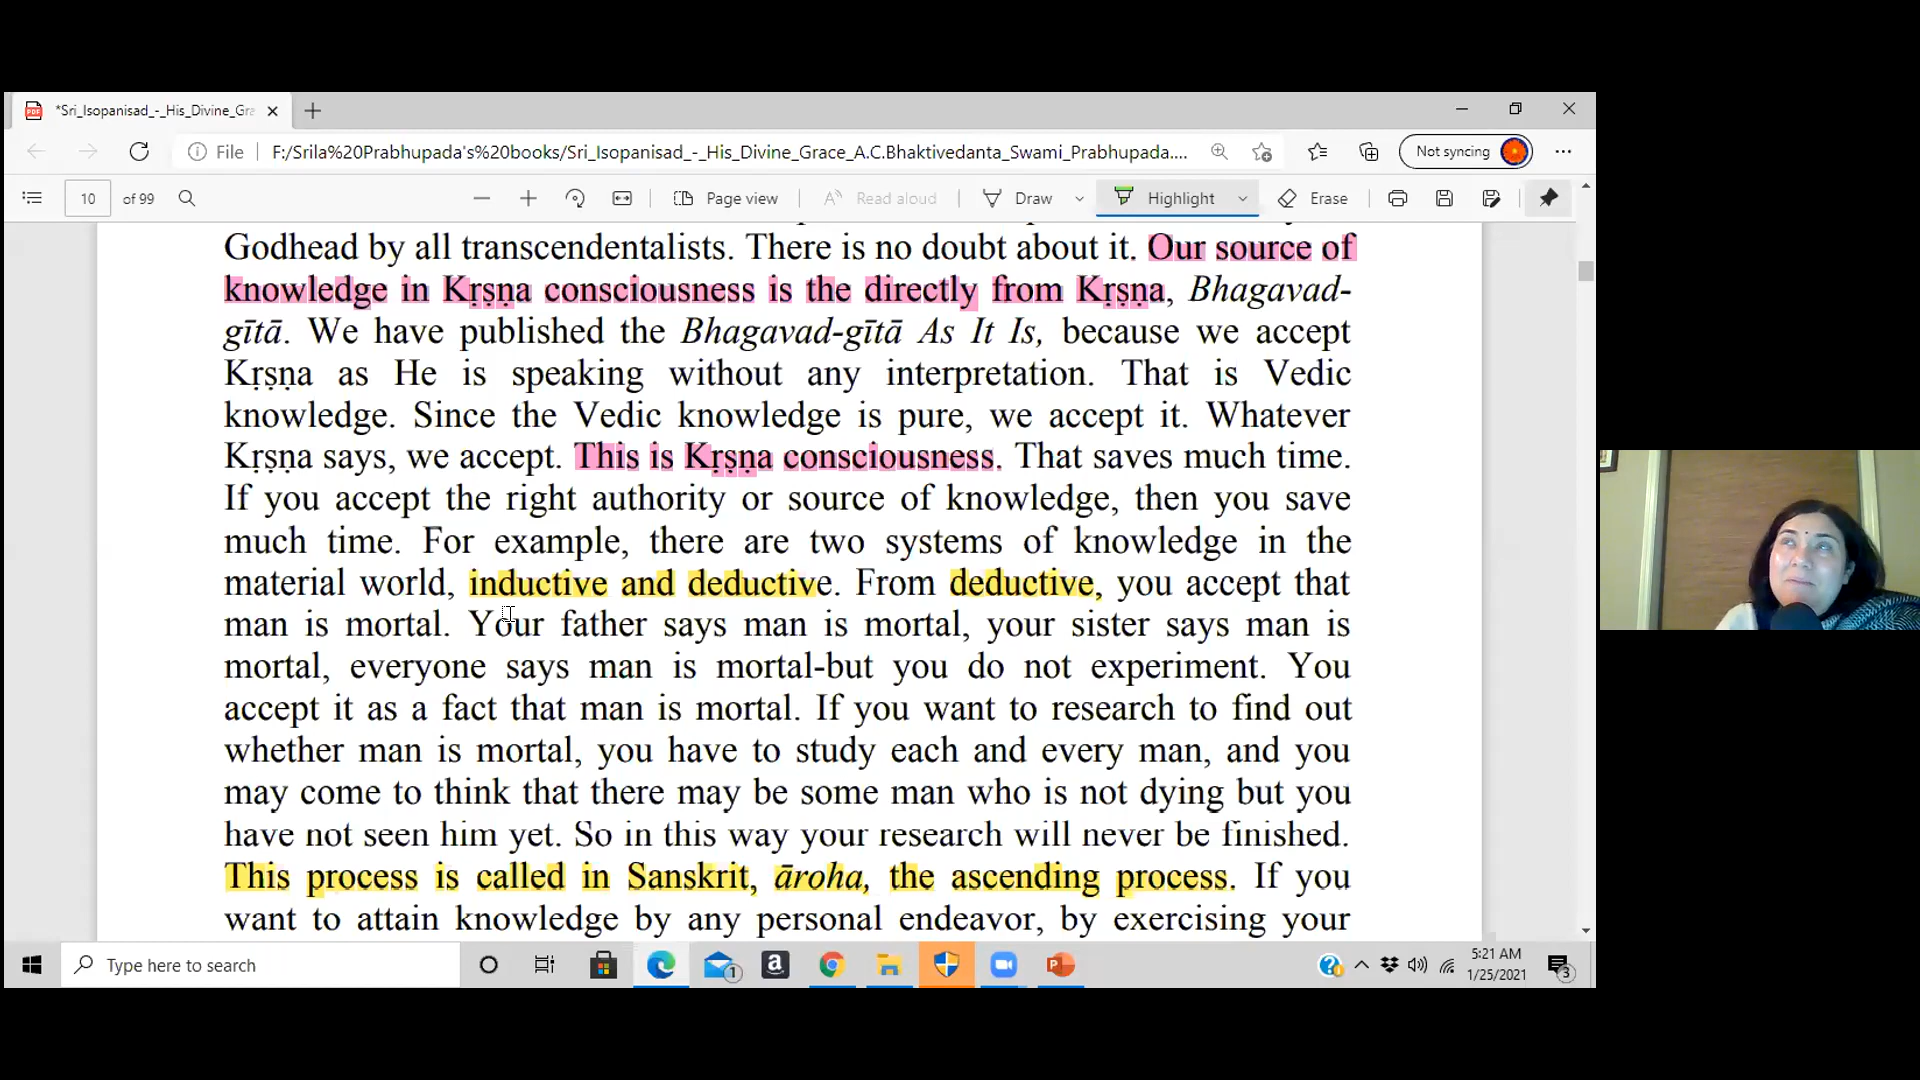 *Sri_Isopanisad_-_His_Divine_Gra
File F:/Srila%20Prabhupada's%20books/Sri_Isopanisad_-_His_Divine_Grace_A.C.Bhaktivedanta_Swami_Prabhupada.... Not syncing
10 of 99 Page view Read aloud Draw Highlight Erase
Godhead by all transcendentalists. There is no doubt about it. Our source of
knowledge in Kṛṣṇa consciousness is the directly from Kṛṣṇa, Bhagavad-
gītā. We have published the Bhagavad-gītā As It Is, because we accept
Kṛṣṇa as He is speaking without any interpretation. That is Vedic
knowledge. Since the Vedic knowledge is pure, we accept it. Whatever
Kṛṣṇa says, we accept. This is Kṛṣṇa consciousness. That saves much time.
If you accept the right authority or source of knowledge, then you save
much time. For example, there are two systems of knowledge in the
material world, inductive and deductive. From deductive, you accept that
man is mortal. Your father says man is mortal, your sister says man is
mortal, everyone says man is mortal-but you do not experiment. You
accept it as a fact that man is mortal. If you want to research to find out
whether man is mortal, you have to study each and every man, and you
may come to think that there may be some man who is not dying but you
have not seen him yet. So in this way your research will never be finished.
This process is called in Sanskrit, āroha, the ascending process. If you
want to attain knowledge by any personal endeavor, by exercising your
Type here to search
5:21 AM
1/25/2021